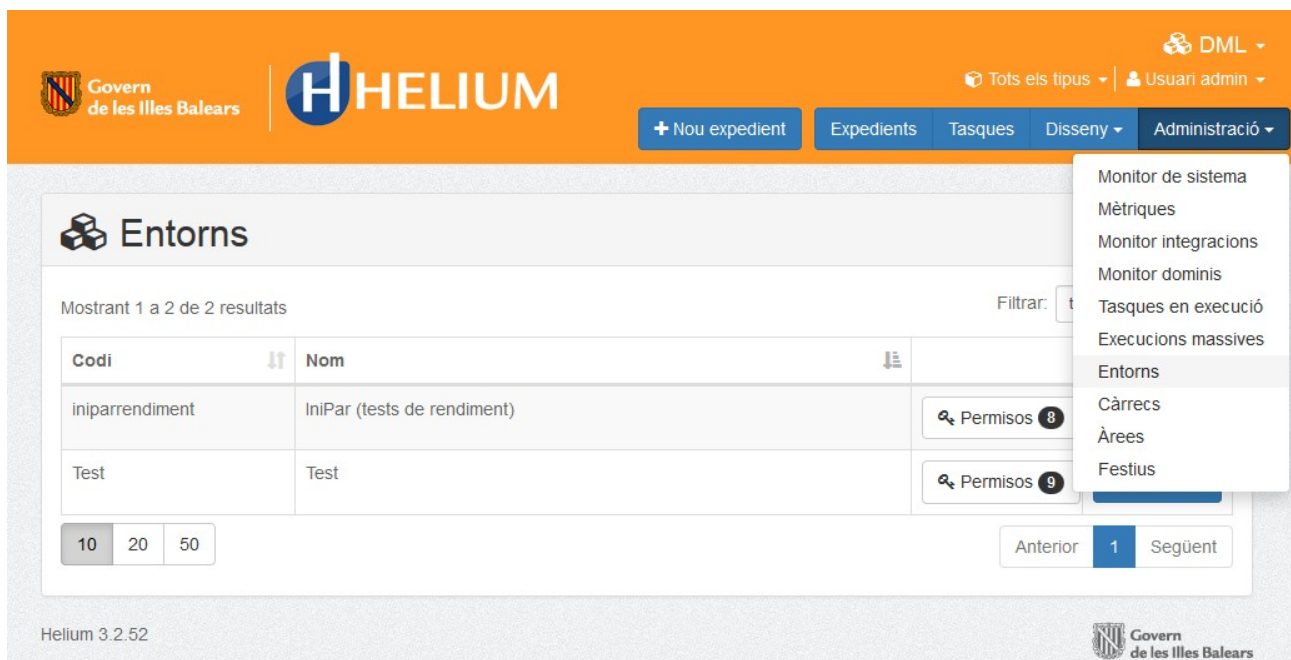 DML
Govern
de les Illes Balears
HELIUM
Tots els tipus
Usuari admin
Nou expedient
Expedients
Tasques
Disseny
Administració
Monitor de sistema
Mètriques
Monitor integracions
Monitor dominis
Tasques en execució
Execucions massives
Entorns
Càrrecs
Àrees
Festius
Entorns
Mostrant 1 a 2 de 2 resultats
Filtrar:
Codi
Nom
iniparrendiment
IniPar (tests de rendiment)
Permisos 8
Test
Test
Permisos 9
10 20 50
Anterior 1 Següent
Helium 3.2.52
Govern
de les Illes Balears